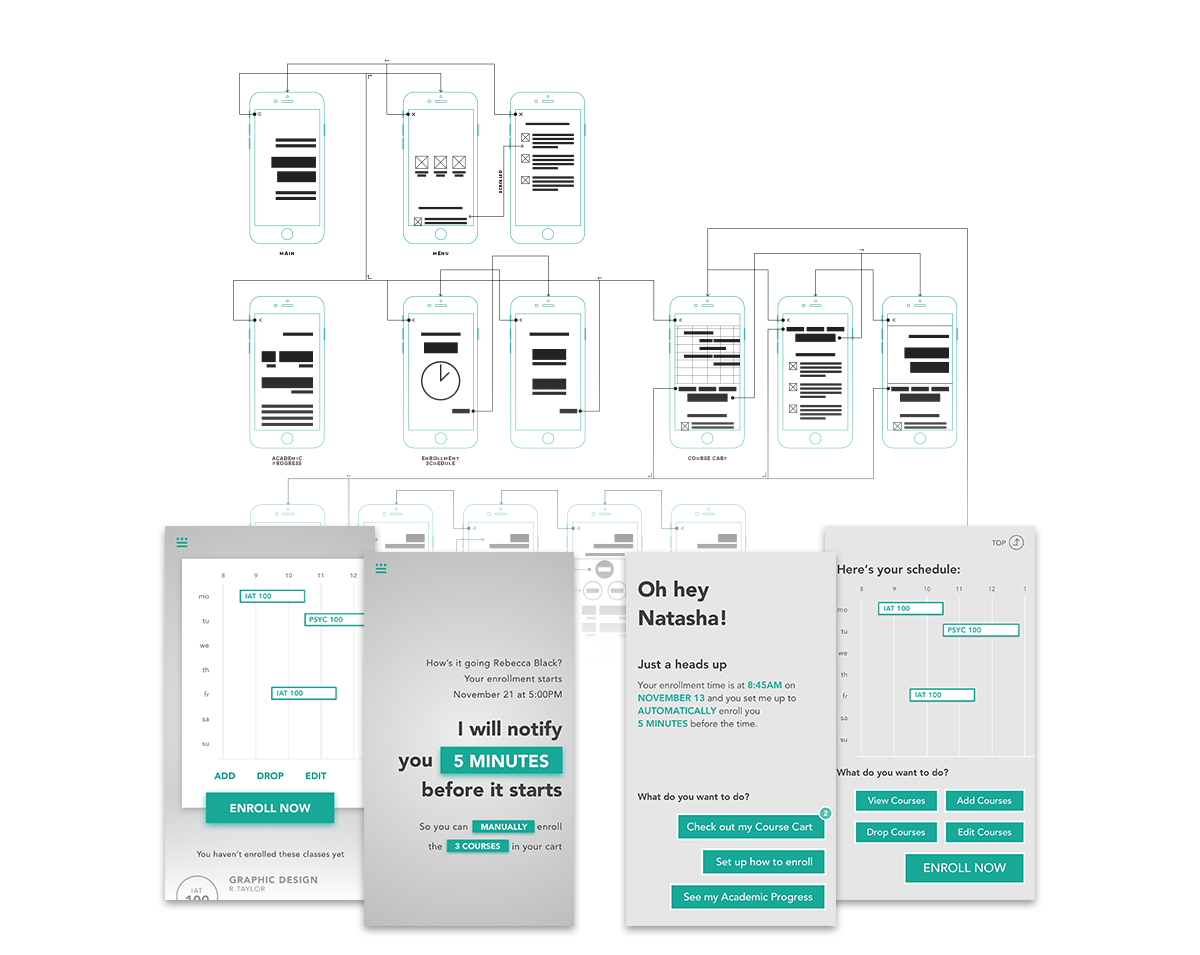 SCROLLED
MAIN
MENU
ACADEMIC
PROGRESS
ENROLLMENT
SCHEDULE
COURSE CART
8 9 10 11 12
mo IAT 100
tu PSYC 100
we
th
fr IAT 100
sa
su
ADD DROP EDIT
ENROLL NOW
You haven't enrolled these classes yet
IAT
100
GRAPHIC DESIGN
R.TAYLOR
How's it going Rebecca Black?
Your enrollment starts
November 21 at 5:00PM
I will notify
you 5 MINUTES
before it starts
So you can MANUALLY enroll
the 3 COURSES in your cart
Oh hey
Natasha!
Just a heads up
Your enrollment time is at 8:45AM on
NOVEMBER 13 and you set me up to
AUTOMATICALLY enroll you
5 MINUTES before the time.
What do you want to do?
2
Check out my Course Cart
Set up how to enroll
See my Academic Progress
TOP
Here's your schedule:
8 9 10 11 12 1
mo IAT 100
tu PSYC 100
we
th
fr IAT 100
sa
su
What do you want to do?
View Courses Add Courses
Drop Courses Edit Courses
ENROLL NOW